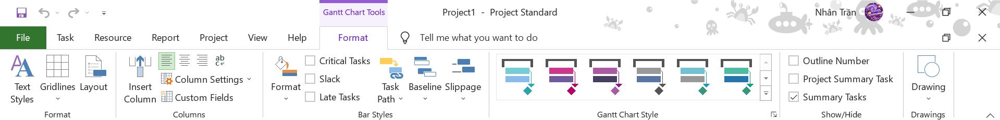 Gantt Chart Tools
Project1 - Project Standard
Nhân Trần
File Task Resource Report Project View Help Format Tell me what you want to do
Text Styles
Gridlines
Layout
Format
Insert Column
ab
c
Column Settings
Custom Fields
Columns
Format
Critical Tasks
Slack
Late Tasks
Task Path
Baseline
Slippage
Bar Styles
Gantt Chart Style
Outline Number
Project Summary Task
Summary Tasks
Show/Hide
Drawing
Drawings